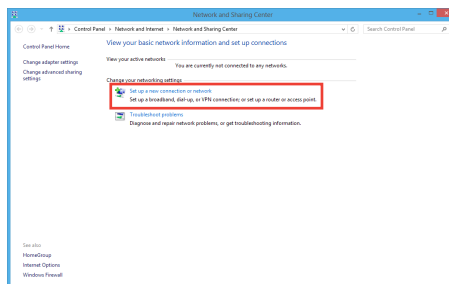 Network and Sharing Center
Control Panel › Network and Internet › Network and Sharing Center
Search Control Panel
Control Panel Home
Change adapter settings
Change advanced sharing
settings
View your basic network information and set up connections
View your active networks
You are currently not connected to any networks.
Change your networking settings
Set up a new connection or network
Set up a broadband, dial-up, or VPN connection; or set up a router or access point.
Troubleshoot problems
Diagnose and repair network problems, or get troubleshooting information.
See also
HomeGroup
Internet Options
Windows Firewall